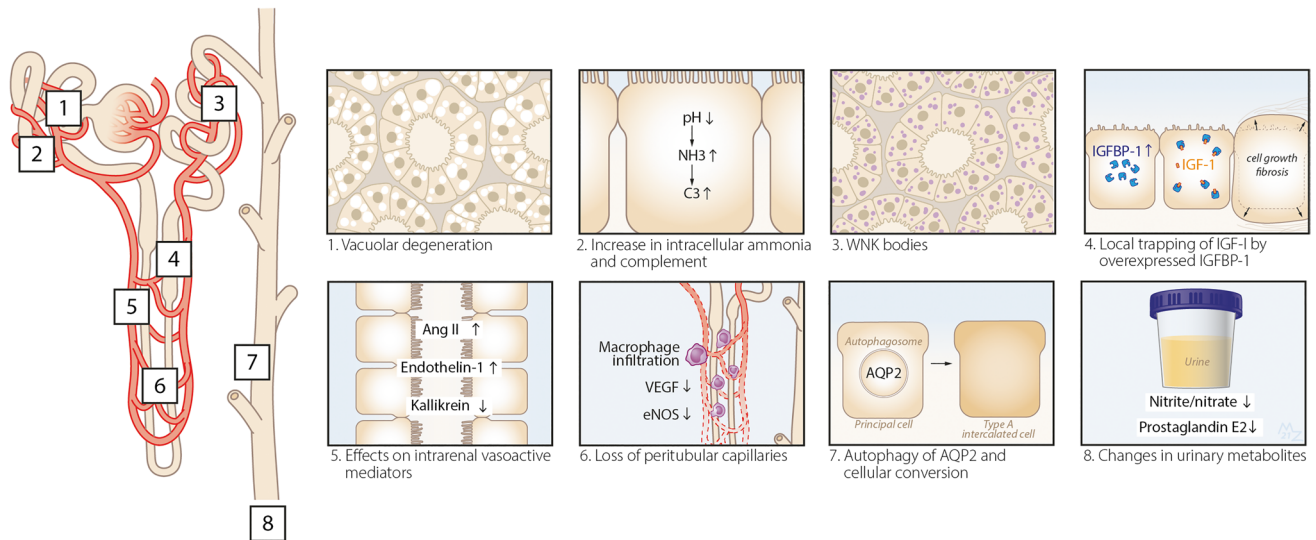 1
2
3
4
5
6
7
8
pH ↓
NH3 ↑
C3 ↑
IGFBP-1 ↑
IGF-1
cell growth
fibrosis
1. Vacuolar degeneration
2. Increase in intracellular ammonia
and complement
3. WNK bodies
4. Local trapping of IGF-I by
overexpressed IGFBP-1
Ang II ↑
Endothelin-1 ↑
Kallikrein ↓
Macrophage
infiltration
VEGF ↓
eNOS ↓
Autophagosome
AQP2
Principal cell
Type A
intercalated cell
Urine
Nitrite/nitrate ↓
Prostaglandin E2↓
5. Effects on intrarenal vasoactive
mediators
6. Loss of peritubular capillaries
7. Autophagy of AQP2 and
cellular conversion
8. Changes in urinary metabolites